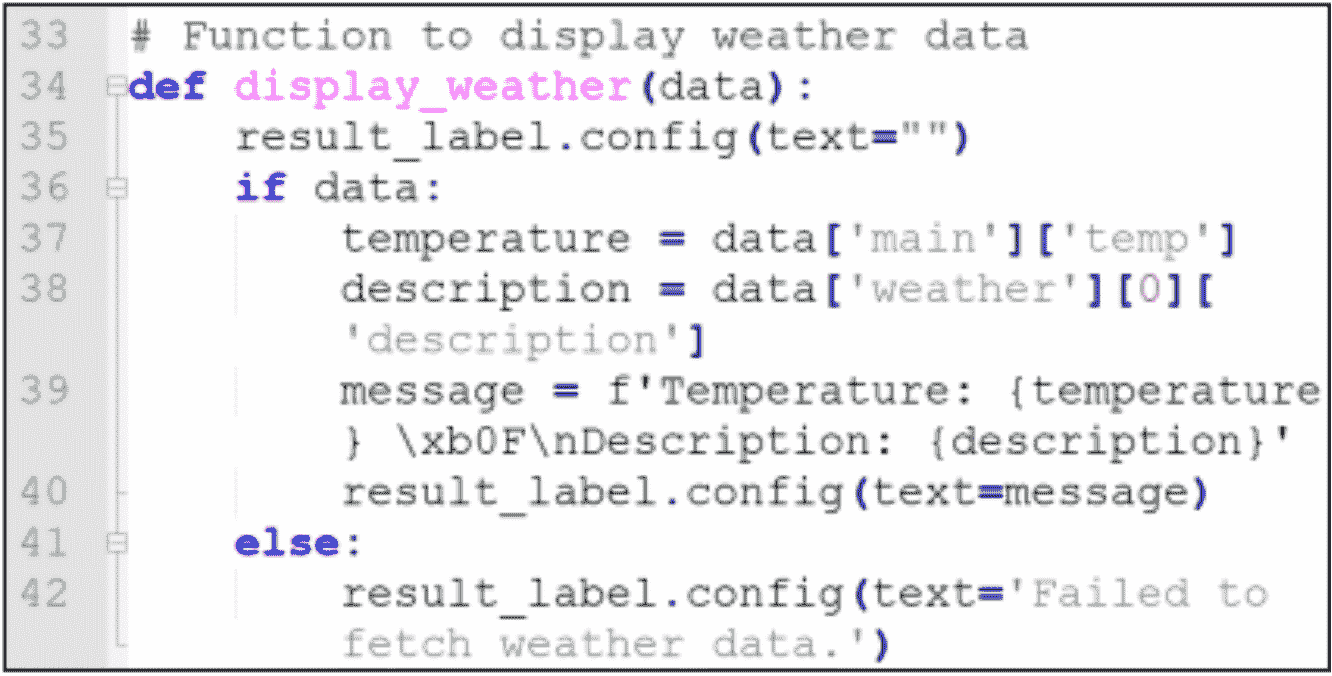 33 # Function to display weather data
34 def display_weather(data):
35 result_label.config(text="")
36 if data:
37 temperature = data['main']['temp']
38 description = data['weather'][0][
'description']
39 message = f'Temperature: {temperature
} \xb0F\nDescription: {description}'
40 result_label.config(text=message)
41 else:
42 result_label.config(text='Failed to
fetch weather data.')